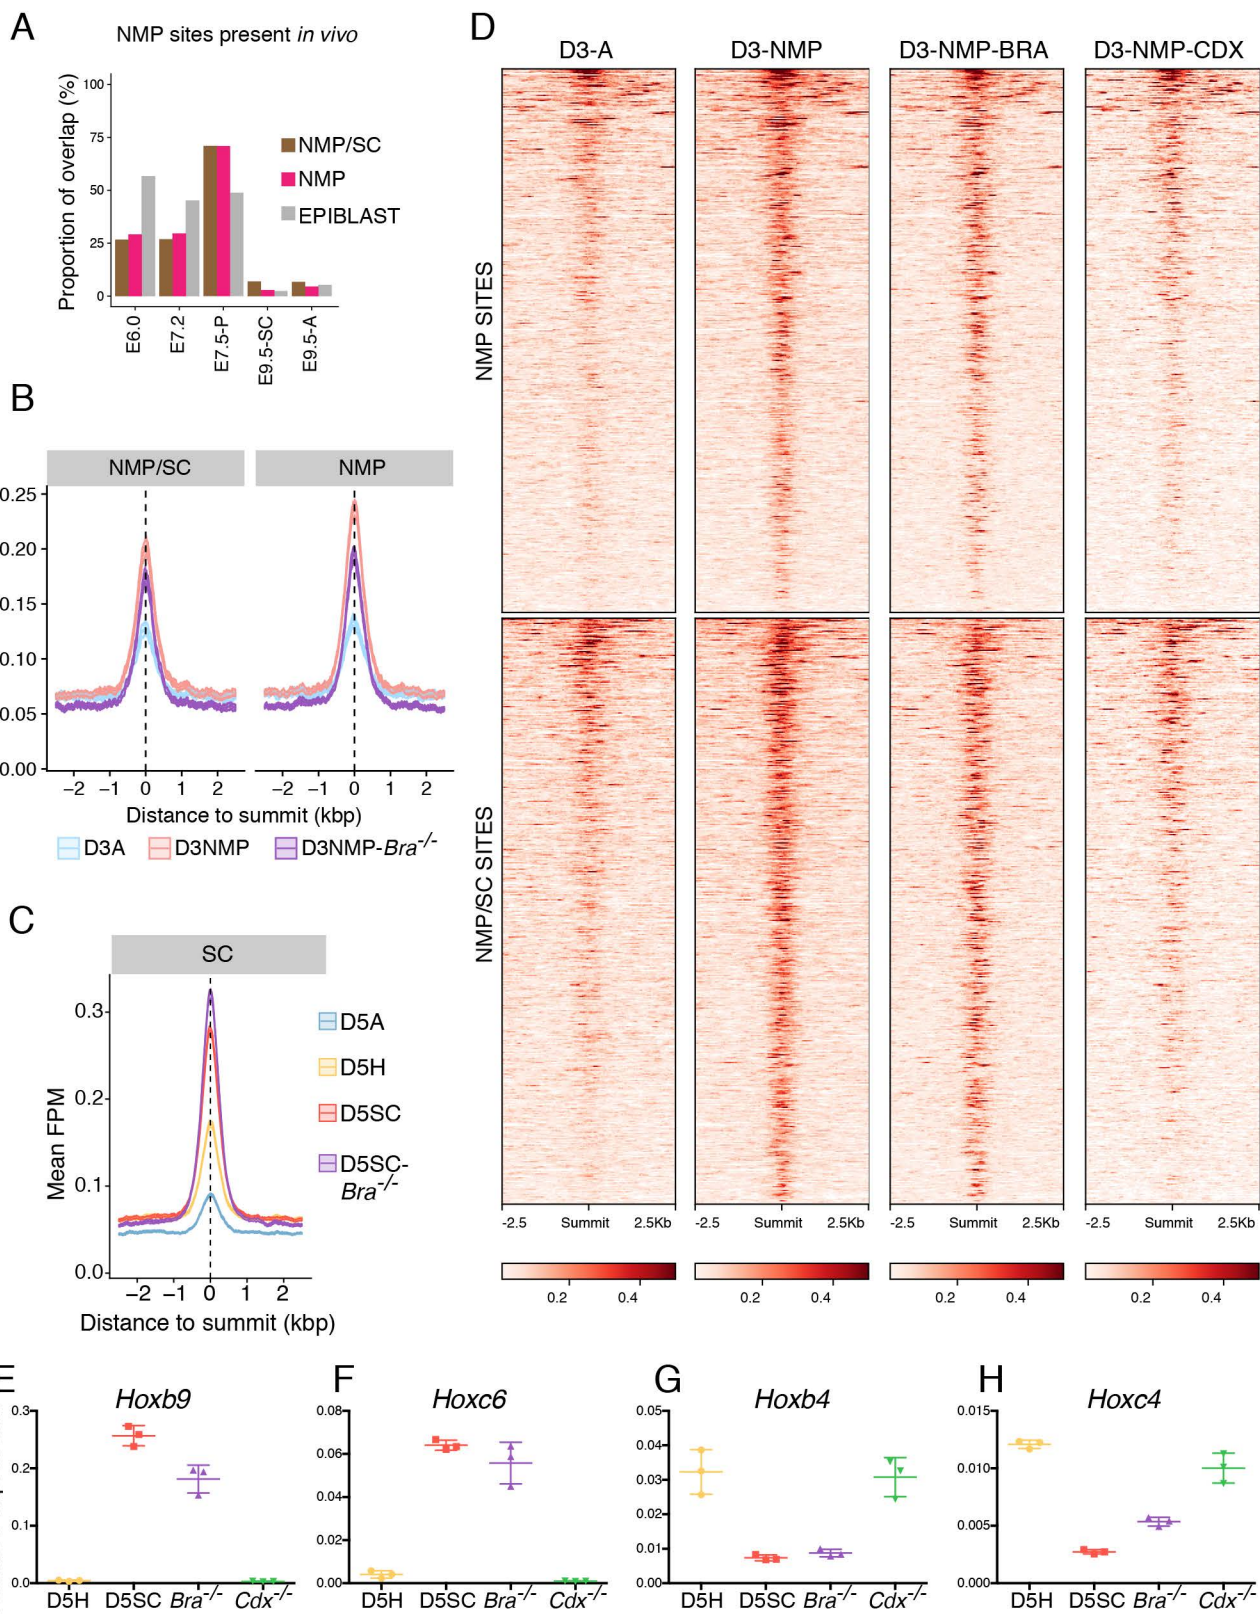 A
NMP sites present in vivo
Proportion of overlap (%)
100
75
50
25
0
NMP/SC
NMP
EPIBLAST
E6.0
E7.2
E7.5-P
E9.5-SC
E9.5-A
B
NMP/SC
NMP
0.25
0.20
0.15
0.10
0.05
0.00
−2 −1 0 1 2
−2 −1 0 1 2
Distance to summit (kbp)
D3A
D3NMP
D3NMP-Bra-/-
C
SC
Mean FPM
0.3
0.2
0.1
0.0
−2 −1 0 1 2
Distance to summit (kbp)
D5A
D5H
D5SC
D5SC-
Bra-/-
D
D3-A
D3-NMP
D3-NMP-BRA
D3-NMP-CDX
NMP SITES
NMP/SC SITES
-2.5 Summit 2.5Kb
-2.5 Summit 2.5Kb
-2.5 Summit 2.5Kb
-2.5 Summit 2.5Kb
0.2 0.4
0.2 0.4
0.2 0.4
0.2 0.4
E
Hoxb9
0.3
0.2
0.1
0.0
D5H D5SC Bra-/- Cdx-/-
F
Hoxc6
0.08
0.06
0.04
0.02
0.00
D5H D5SC Bra-/- Cdx-/-
G
Hoxb4
0.05
0.04
0.03
0.02
0.01
0.00
D5H D5SC Bra-/- Cdx-/-
H
Hoxc4
0.015
0.010
0.005
0.000
D5H D5SC Bra-/- Cdx-/-